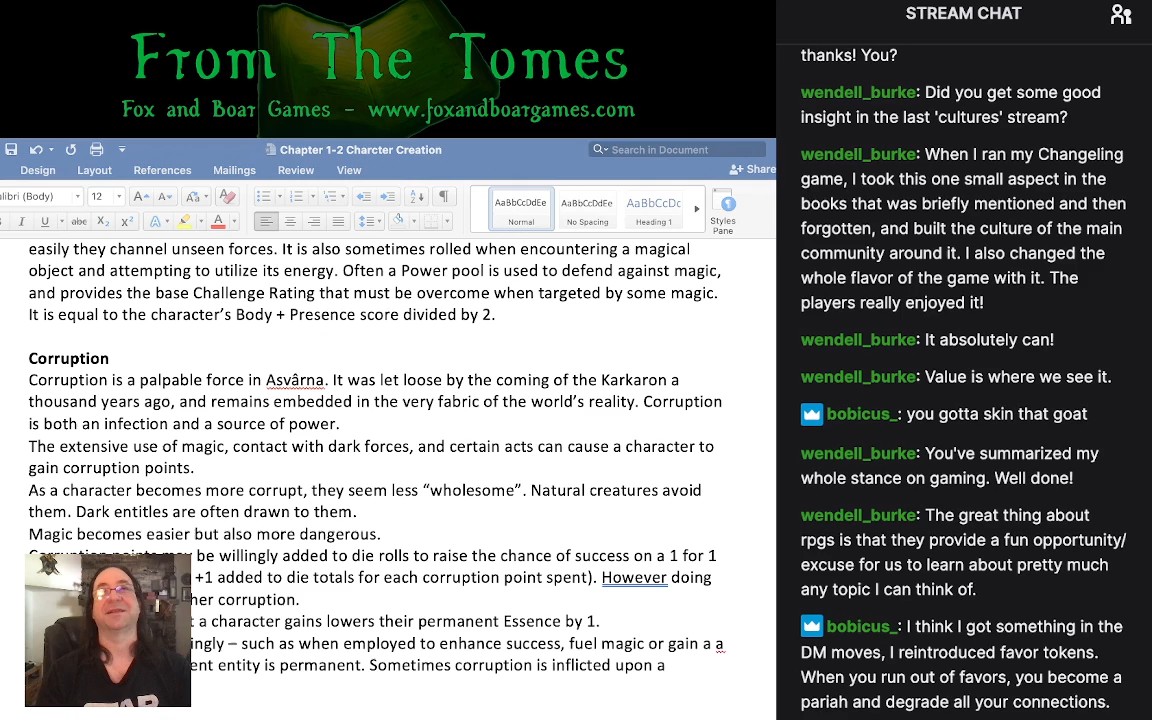 From The Tomes
Fox and Boar Games - www.foxandboargames.com
Chapter 1-2 Charcter Creation
Search in Document
Design Layout References Mailings Review View
Share
alibri (Body) 12
AaBbCcDdEe AaBbCcDdEe AaBbCcDc
Normal No Spacing Heading 1
Styles
Pane
easily they channel unseen forces. It is also sometimes rolled when encountering a magical
object and attempting to utilize its energy. Often a Power pool is used to defend against magic,
and provides the base Challenge Rating that must be overcome when targeted by some magic.
It is equal to the character’s Body + Presence score divided by 2.
Corruption
Corruption is a palpable force in Asvârna. It was let loose by the coming of the Karkaron a
thousand years ago, and remains embedded in the very fabric of the world’s reality. Corruption
is both an infection and a source of power.
The extensive use of magic, contact with dark forces, and certain acts can cause a character to
gain corruption points.
As a character becomes more corrupt, they seem less “wholesome”. Natural creatures avoid
them. Dark entitles are often drawn to them.
Magic becomes easier but also more dangerous.
Corruption points may be willingly added to die rolls to raise the chance of success on a 1 for 1
+1 added to die totals for each corruption point spent). However doing
her corruption.
t a character gains lowers their permanent Essence by 1.
ingly – such as when employed to enhance success, fuel magic or gain a a
ent entity is permanent. Sometimes corruption is inflicted upon a
STREAM CHAT
thanks! You?
wendell_burke: Did you get some good
insight in the last 'cultures' stream?
wendell_burke: When I ran my Changeling
game, I took this one small aspect in the
books that was briefly mentioned and then
forgotten, and built the culture of the main
community around it. I also changed the
whole flavor of the game with it. The
players really enjoyed it!
wendell_burke: It absolutely can!
wendell_burke: Value is where we see it.
bobicus_: you gotta skin that goat
wendell_burke: You've summarized my
whole stance on gaming. Well done!
wendell_burke: The great thing about
rpgs is that they provide a fun opportunity/
excuse for us to learn about pretty much
any topic I can think of.
bobicus_: I think I got something in the
DM moves, I reintroduced favor tokens.
When you run out of favors, you become a
pariah and degrade all your connections.